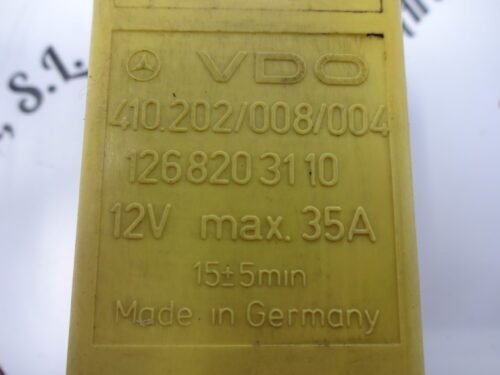 VDO
410.202/008/004
126 820 31 10
12V max. 35A
15±5min
Made in Germany
, S.L.